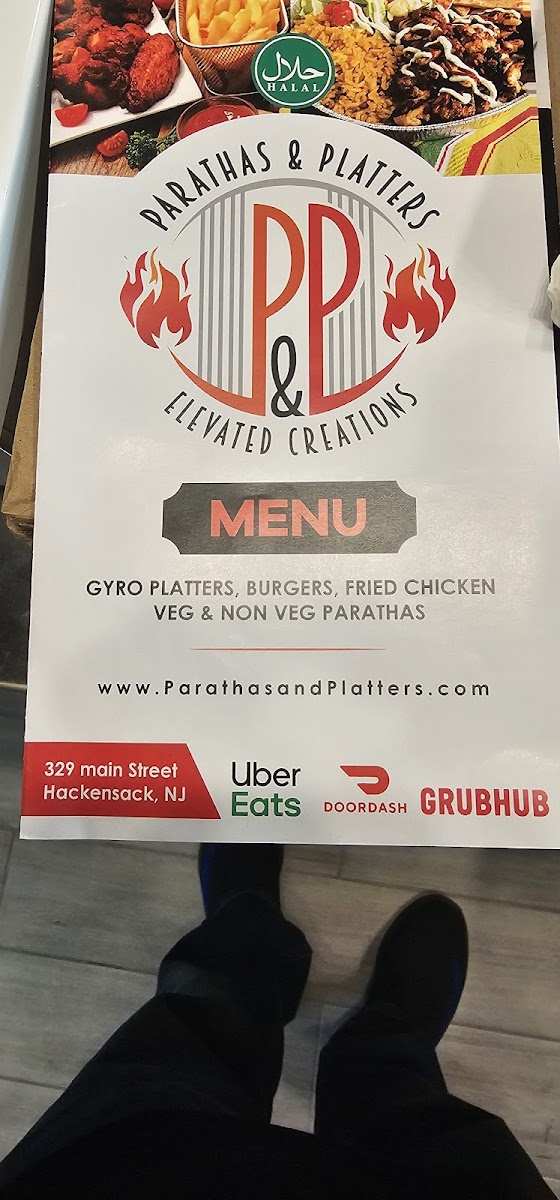 حلال
HALAL
PARATHAS & PLATTERS
P&P
ELEVATED CREATIONS
MENU
GYRO PLATTERS, BURGERS, FRIED CHICKEN
VEG & NON VEG PARATHAS
www.ParathasandPlatters.com
329 main Street
Hackensack, NJ
Uber
Eats
DOORDASH
GRUBHUB